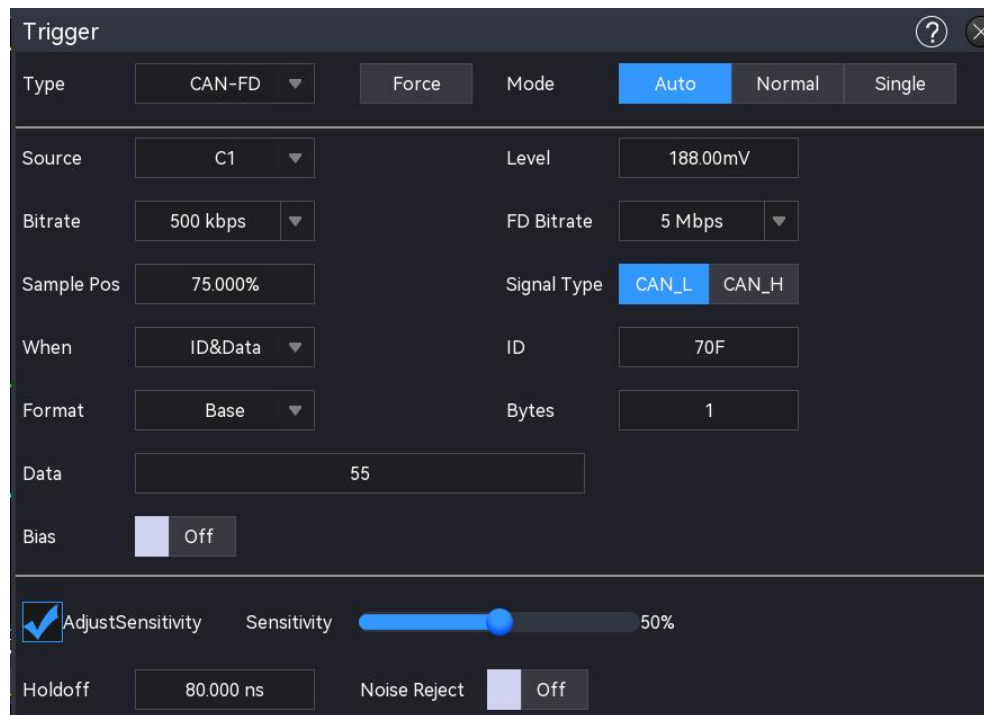 Trigger ?
Type CAN-FD Force Mode Auto Normal Single
Source C1 Level 188.00mV
Bitrate 500 kbps FD Bitrate 5 Mbps
Sample Pos 75.000% Signal Type CAN_L CAN_H
When ID&Data ID 70F
Format Base Bytes 1
Data 55
Bias Off
AdjustSensitivity Sensitivity 50%
Holdoff 80.000 ns Noise Reject Off